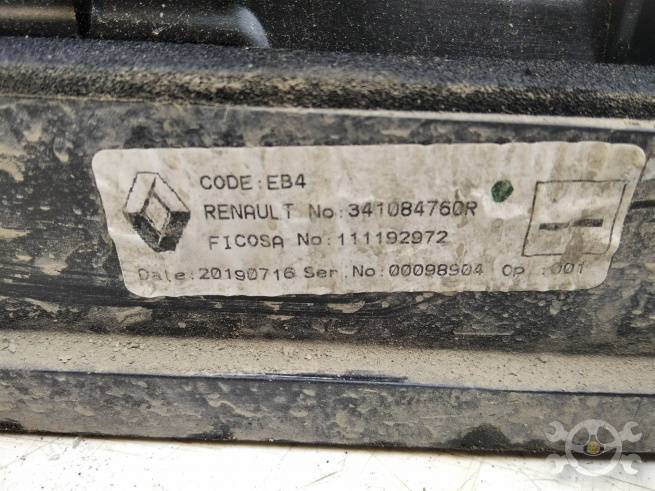 CODE:EB4
RENAULT No:341084760R
FICOSA No:111192972
Date:20190716 Ser.No:00098904 Op.:001